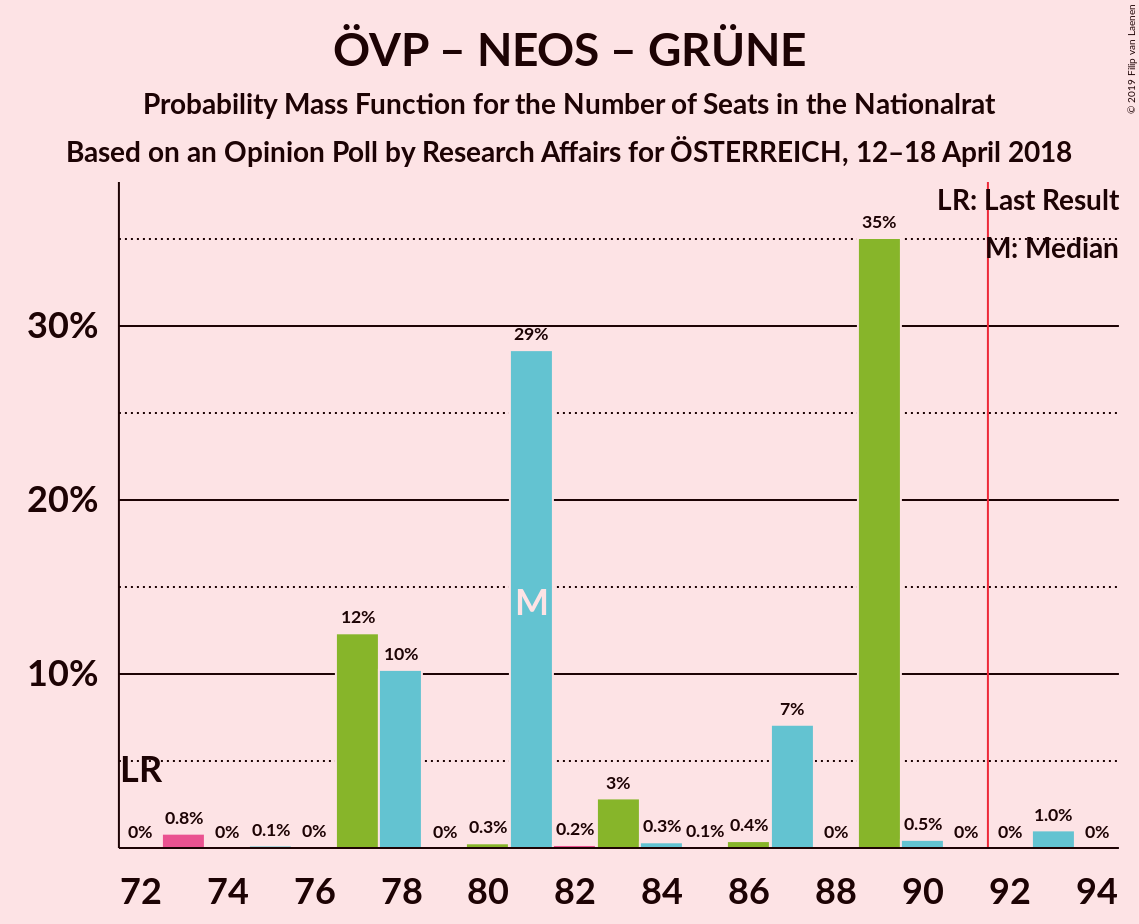 ÖVP – NEOS – GRÜNE
Probability Mass Function for the Number of Seats in the Nationalrat
Based on an Opinion Poll by Research Affairs for ÖSTERREICH, 12–18 April 2018
© 2019 Filip van Laenen
LR: Last Result
M: Median
30%
20%
10%
LR
M
0%
0.8%
0%
0.1%
0%
12%
10%
0%
0.3%
29%
0.2%
3%
0.3%
0.1%
0.4%
7%
0%
35%
0.5%
0%
0%
1.0%
0%
72 74 76 78 80 82 84 86 88 90 92 94